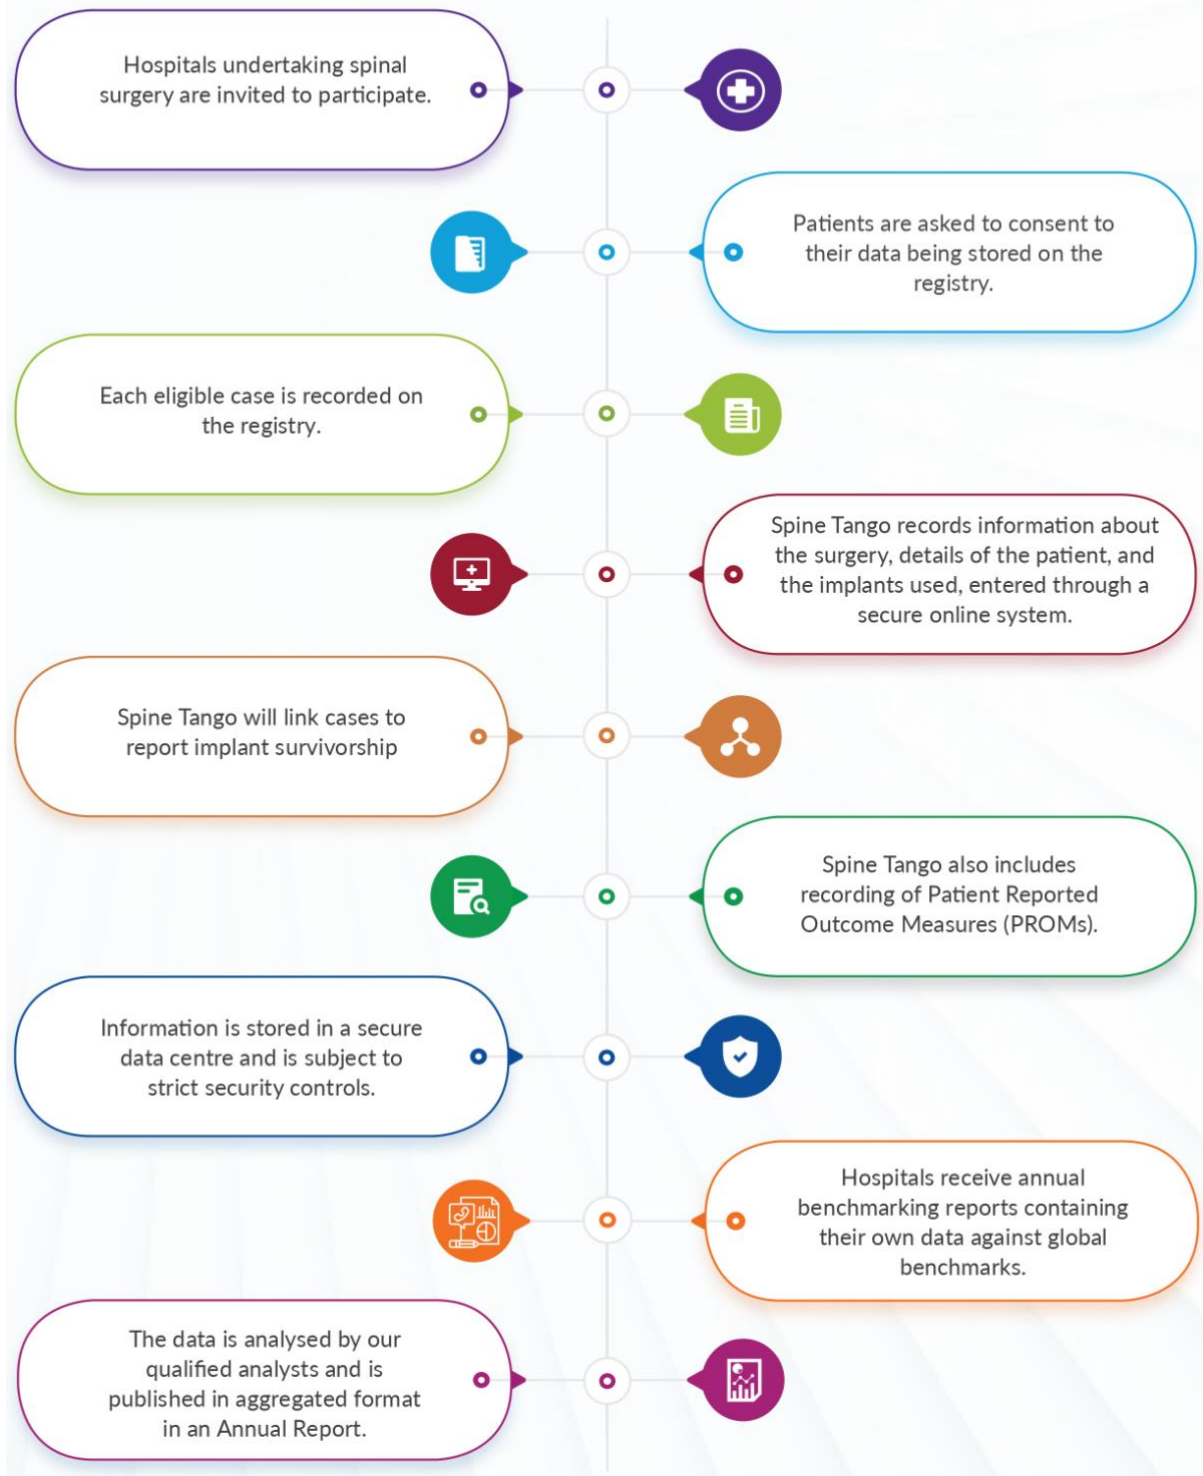 Hospitals undertaking spinal
surgery are invited to participate.
Patients are asked to consent to
their data being stored on the
registry.
Each eligible case is recorded on
the registry.
Spine Tango records information about
the surgery, details of the patient, and
the implants used, entered through a
secure online system.
Spine Tango will link cases to
report implant survivorship
Spine Tango also includes
recording of Patient Reported
Outcome Measures (PROMs).
Information is stored in a secure
data centre and is subject to
strict security controls.
Hospitals receive annual
benchmarking reports containing
their own data against global
benchmarks.
The data is analysed by our
qualified analysts and is
published in aggregated format
in an Annual Report.